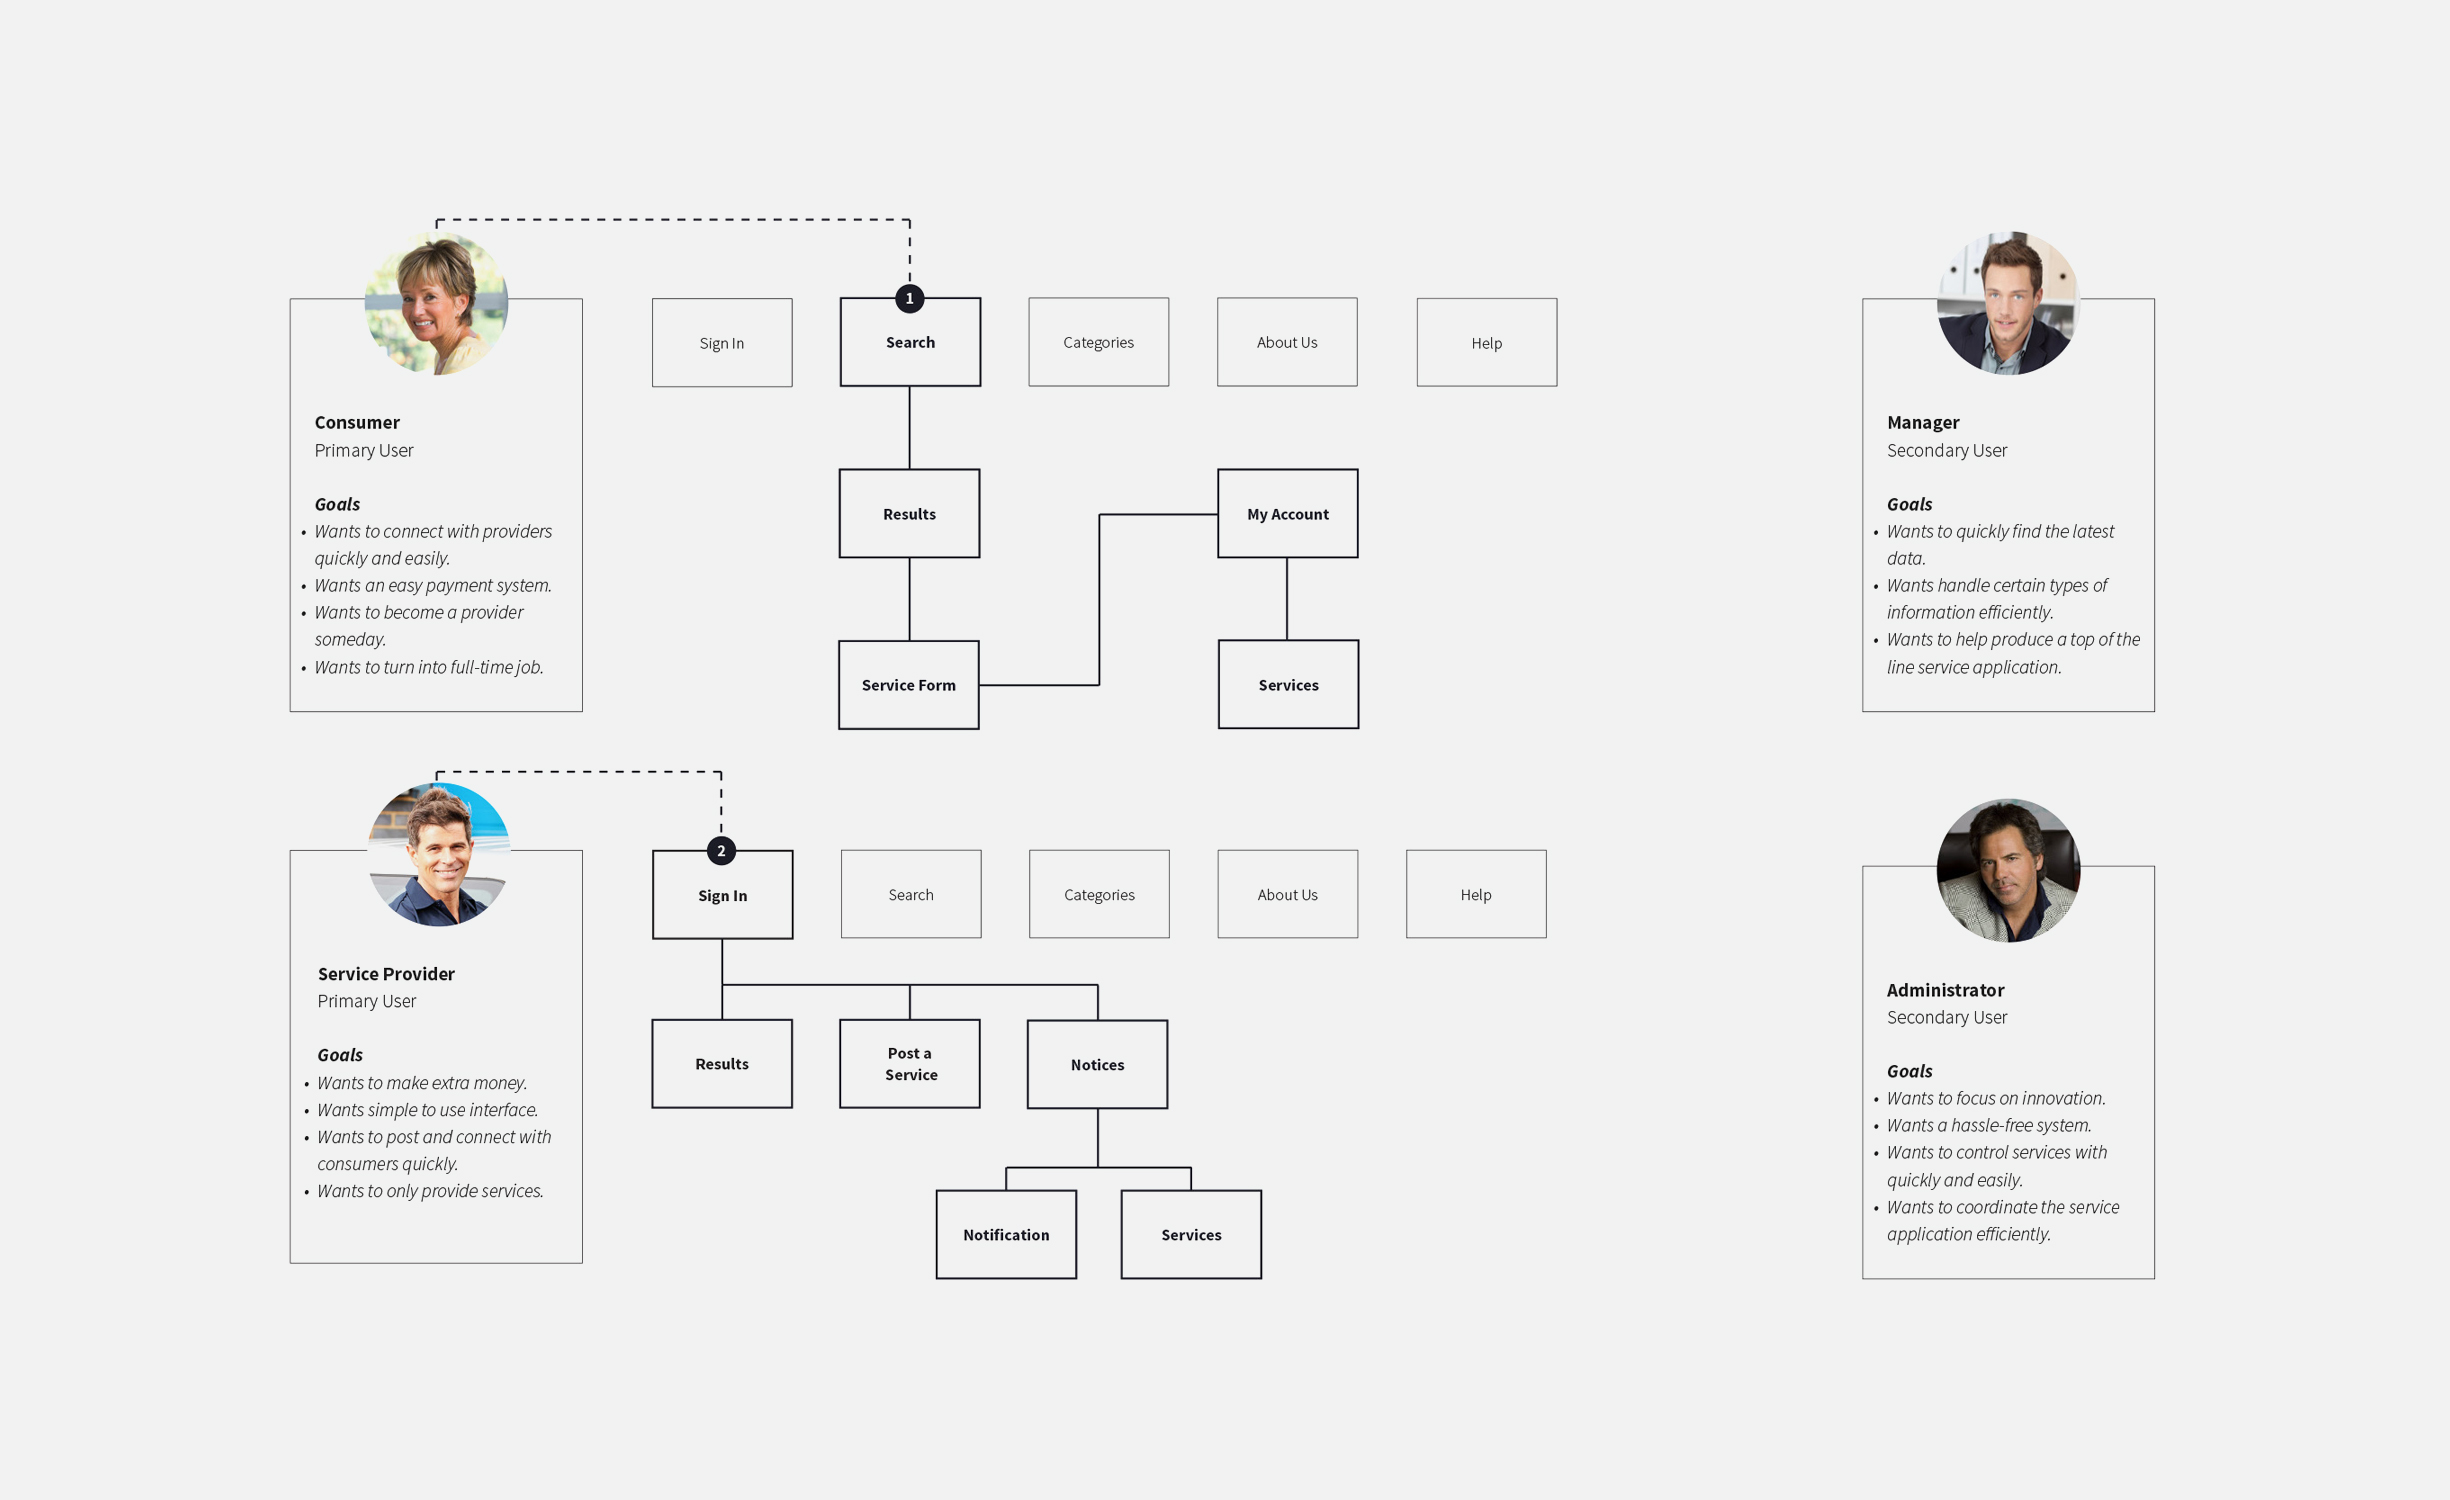 1
Sign In
Search
Categories
About Us
Help
Consumer
Primary User
Goals
• Wants to connect with providers
quickly and easily.
• Wants an easy payment system.
• Wants to become a provider
someday.
• Wants to turn into full-time job.
Results
My Account
Service Form
Services
Manager
Secondary User
Goals
• Wants to quickly find the latest
data.
• Wants handle certain types of
information efficiently.
• Wants to help produce a top of the
line service application.
2
Sign In
Search
Categories
About Us
Help
Service Provider
Primary User
Goals
• Wants to make extra money.
• Wants simple to use interface.
• Wants to post and connect with
consumers quickly.
• Wants to only provide services.
Results
Post a
Service
Notices
Notification
Services
Administrator
Secondary User
Goals
• Wants to focus on innovation.
• Wants a hassle-free system.
• Wants to control services with
quickly and easily.
• Wants to coordinate the service
application efficiently.